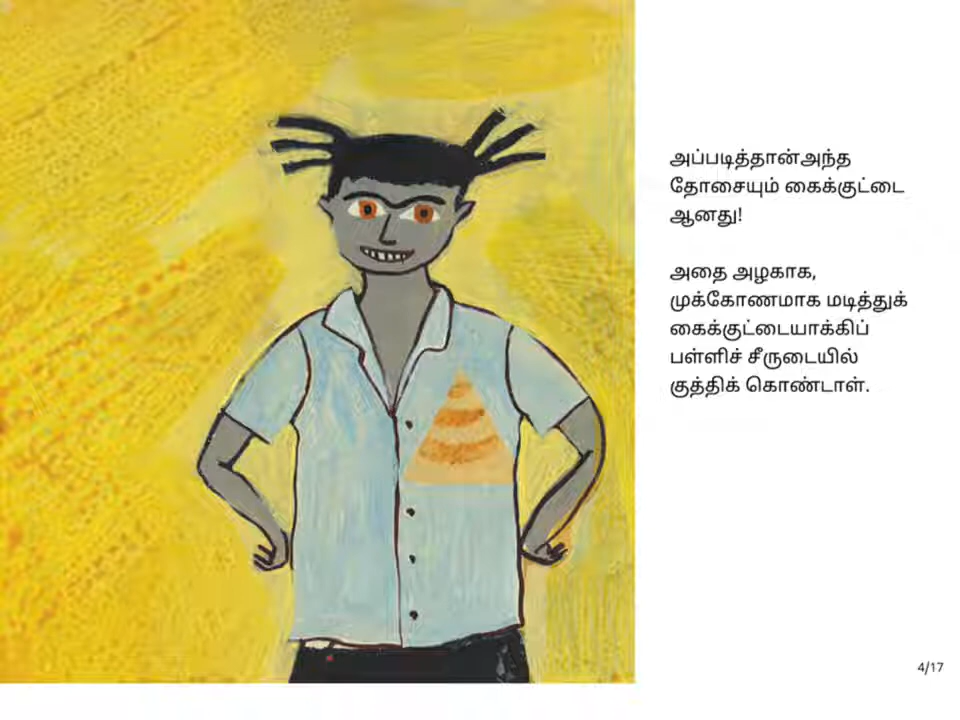 அப்படித்தான்அந்த
தோசையும் கைக்குட்டை
ஆனது!
அதை அழகாக,
முக்கோணமாக மடித்துக்
கைக்குட்டையாக்கிப்
பள்ளிச் சீருடையில்
குத்திக் கொண்டாள்.
4/17